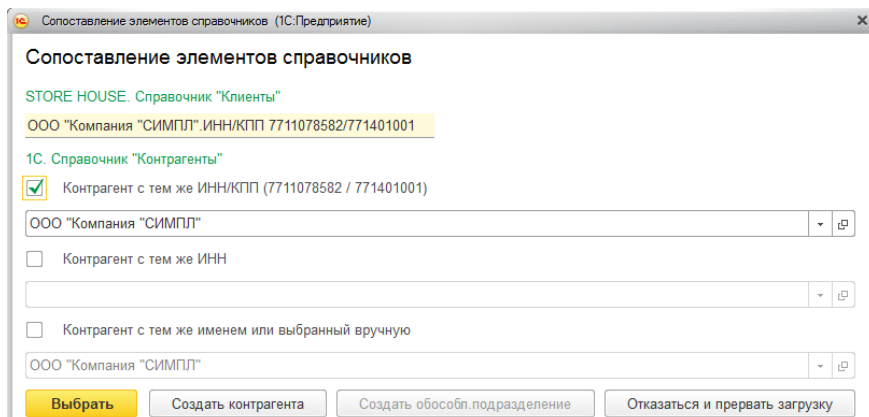 Сопоставление элементов справочников (1С:Предприятие)
Сопоставление элементов справочников
STORE HOUSE. Справочник "Клиенты"
ООО "Компания "СИМПЛ".ИНН/КПП 7711078582/771401001
1С. Справочник "Контрагенты"
Контрагент с тем же ИНН/КПП (7711078582 / 771401001)
ООО "Компания "СИМПЛ"
Контрагент с тем же ИНН
Контрагент с тем же именем или выбранный вручную
ООО "Компания "СИМПЛ"
Выбрать Создать контрагента Создать обособл.подразделение Отказаться и прервать загрузку